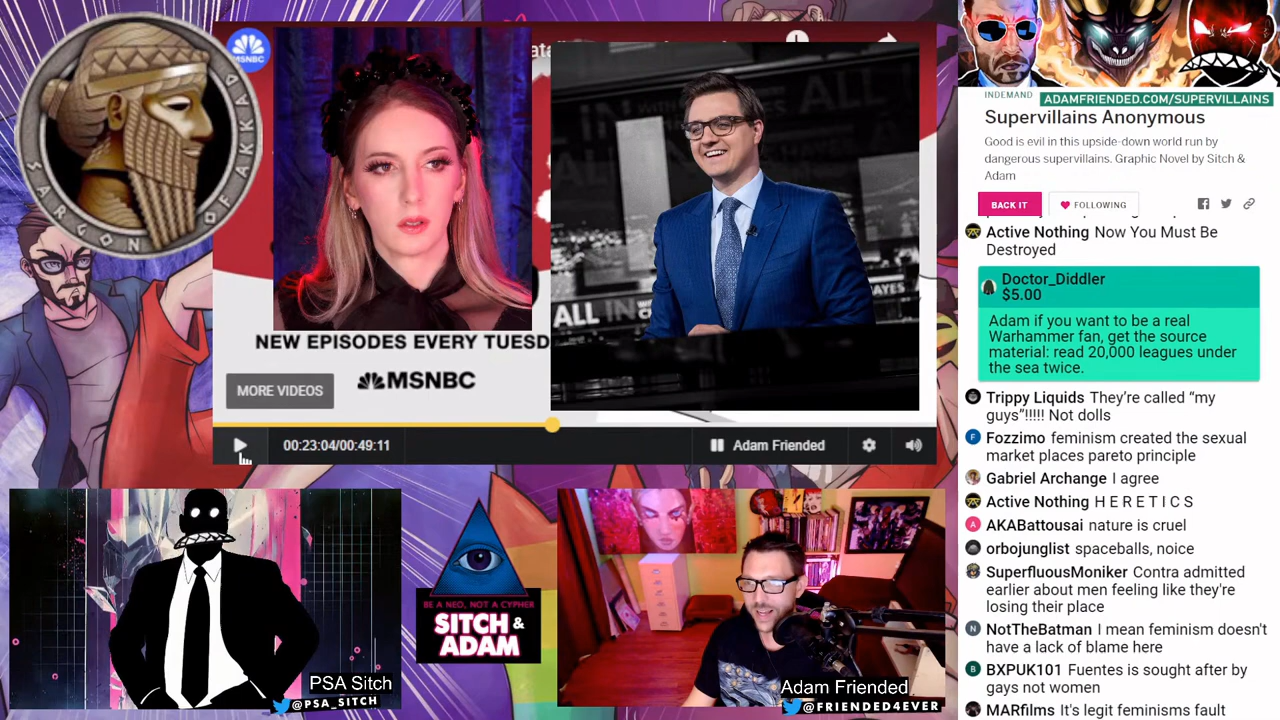 SARGON OF AKKAD
MSNBC
ata
ALL IN
ALL IN
AYES
NEW EPISODES EVERY TUESD
MSNBC
MORE VIDEOS
00:23:04/00:49:11
Adam Friended
PSA Sitch
@PSA_SITCH
BE A NEO, NOT A CYPHER
SITCH &
ADAM
Adam Friended
@FRIENDED4EVER
INDEMAND
ADAMFRIENDED.COM/SUPERVILLAINS
Supervillains Anonymous
Good is evil in this upside-down world run by
dangerous supervillains. Graphic Novel by Sitch &
Adam
BACK IT
FOLLOWING
Active Nothing Now You Must Be
Destroyed
Doctor_Diddler
$5.00
Adam if you want to be a real
Warhammer fan, get the source
material: read 20,000 leagues under
the sea twice.
Trippy Liquids They’re called “my
guys”!!!!! Not dolls
Fozzimo feminism created the sexual
market places pareto principle
Gabriel Archange I agree
Active Nothing H E R E T I C S
AKABattousai nature is cruel
orbojunglist spaceballs, noice
SuperfluousMoniker Contra admitted
earlier about men feeling like they're
losing their place
NotTheBatman I mean feminism doesn't
have a lack of blame here
BXPUK101 Fuentes is sought after by
gays not women
MARfilms It's legit feminisms fault